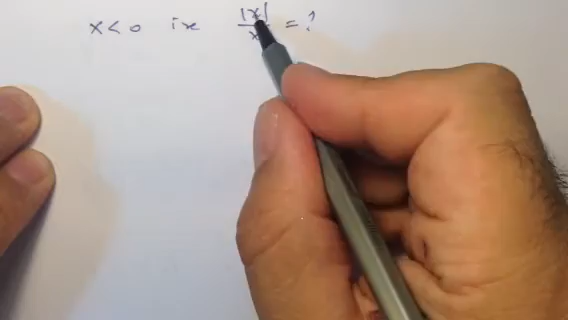 x < 0 ise |x|/x = ?